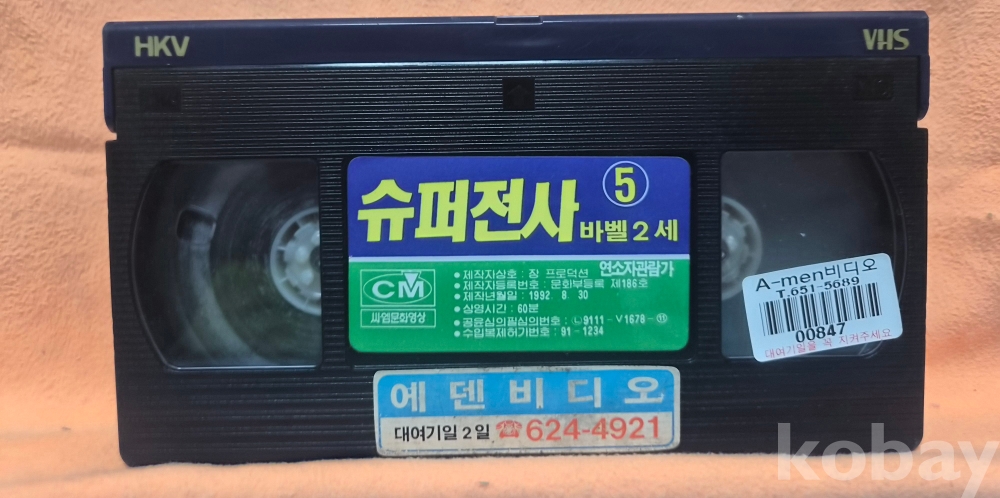 HKV
VHS
슈퍼전사 ⑤
바벨 2 세
연소자관람가
• 제작자상호 : 장 프로덕션
• 제작자등록번호 : 문화부등록 제186호
• 제작년월일 : 1992. 8. 30
• 상영시간 : 60분
• 공윤심의필심의번호 : ㉡9111-V1678-⑪
• 수입복제허가번호 : 91-1234
CM
싸엄문화영상
A-men비디오
T.651-5689
00847
대여기일을 꼭 지켜주세요
예덴비디오
대여기일 2 일 ☎624-4921
kobay